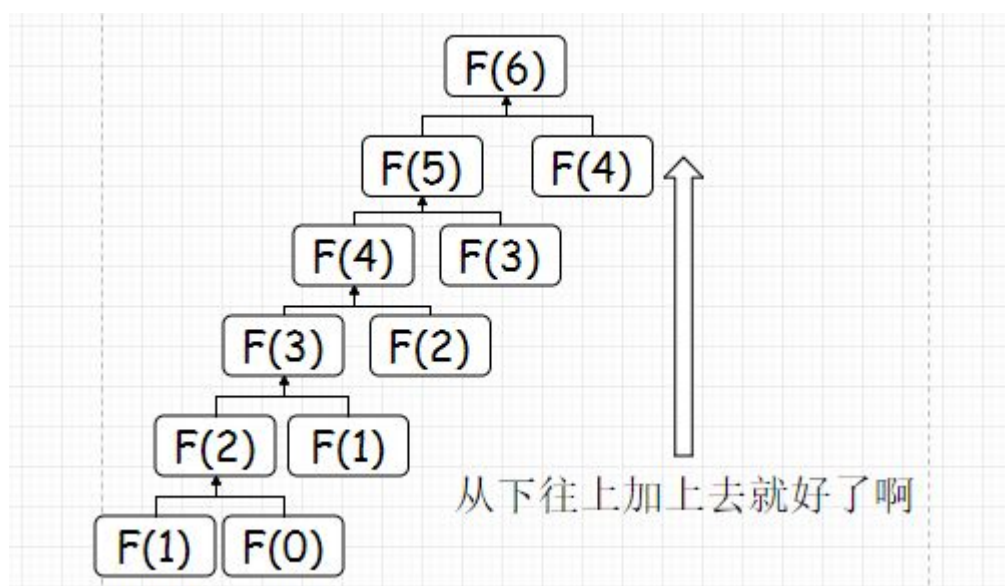 F(6)
F(5) F(4)
F(4) F(3)
F(3) F(2)
F(2) F(1)
从下往上加上去就好了啊
F(1) F(0)